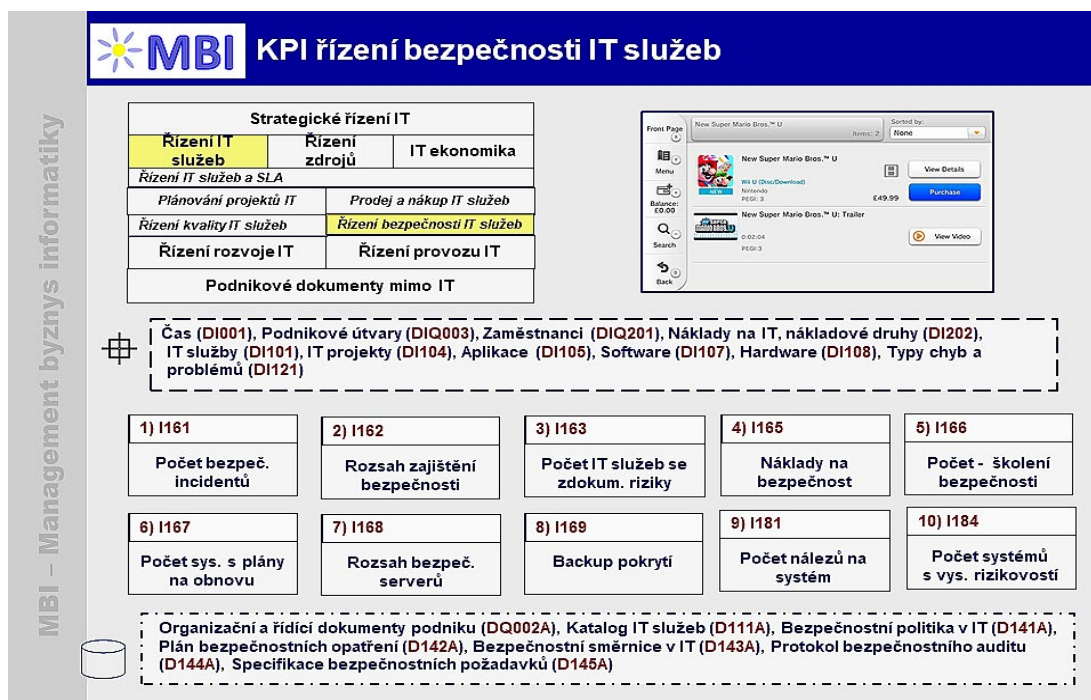 MBI
KPI řízení bezpečnosti IT služeb
MBI – Management byznys informatiky
Strategické řízení IT
Řízení IT
služeb
Řízení
zdrojů
IT ekonomika
Řízení IT služeb a SLA
Plánování projektů IT
Prodej a nákup IT služeb
Řízení kvality IT služeb
Řízení bezpečnosti IT služeb
Řízení rozvoje IT
Řízení provozu IT
Podnikové dokumenty mimo IT
Front Page
New Super Mario Bros.™ U
Items: 2
Sorted by:
None
Menu
Balance:
£0.00
Search
Back
NEW
New Super Mario Bros.™ U
Wii U (Disc/Download)
Nintendo
PEGI: 3
£49.99
View Details
Purchase
New Super Mario Bros.™ U: Trailer
0:02:04
PEGI:3
View Video
Čas (DI001), Podnikové útvary (DIQ003), Zaměstnanci (DIQ201), Náklady na IT, nákladové druhy (DI202),
IT služby (DI101), IT projekty (DI104), Aplikace (DI105), Software (DI107), Hardware (DI108), Typy chyb a
problémů (DI121)
1) I161
Počet bezpeč.
incidentů
2) I162
Rozsah zajištění
bezpečnosti
3) I163
Počet IT služeb se
zdokum. riziky
4) I165
Náklady na
bezpečnost
5) I166
Počet - školení
bezpečnosti
6) I167
Počet sys. s plány
na obnovu
7) I168
Rozsah bezpeč.
serverů
8) I169
Backup pokrytí
9) I181
Počet nálezů na
systém
10) I184
Počet systémů
s vys. rizikovostí
Organizační a řídící dokumenty podniku (DQ002A), Katalog IT služeb (D111A), Bezpečnostní politika v IT (D141A),
Plán bezpečnostních opatření (D142A), Bezpečnostní směrnice v IT (D143A), Protokol bezpečnostního auditu
(D144A), Specifikace bezpečnostních požadavků (D145A)